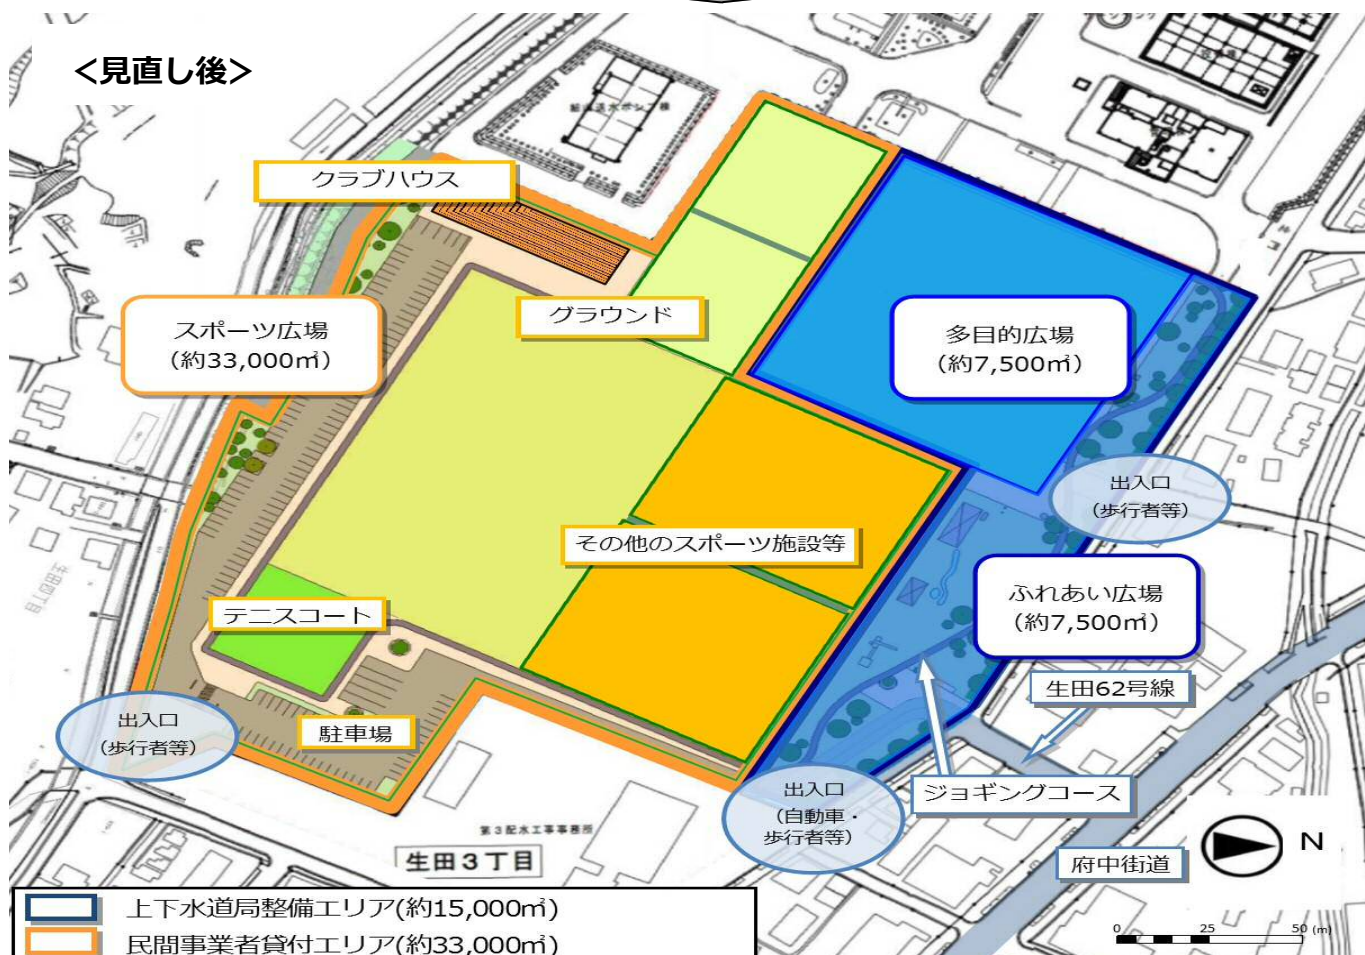 <見直し後>
クラブハウス
スポーツ広場
(約33,000㎡)
グラウンド
多目的広場
(約7,500㎡)
出入口
(歩行者等)
その他のスポーツ施設等
ふれあい広場
(約7,500㎡)
テニスコート
生田62号線
出入口
(歩行者等)
駐車場
出入口
(自動車・
歩行者等)
ジョギングコース
第3配水工事事務所
生田3丁目
府中街道
N
上下水道局整備エリア(約15,000㎡)
民間事業者貸付エリア(約33,000㎡)
0 25 50 (m)